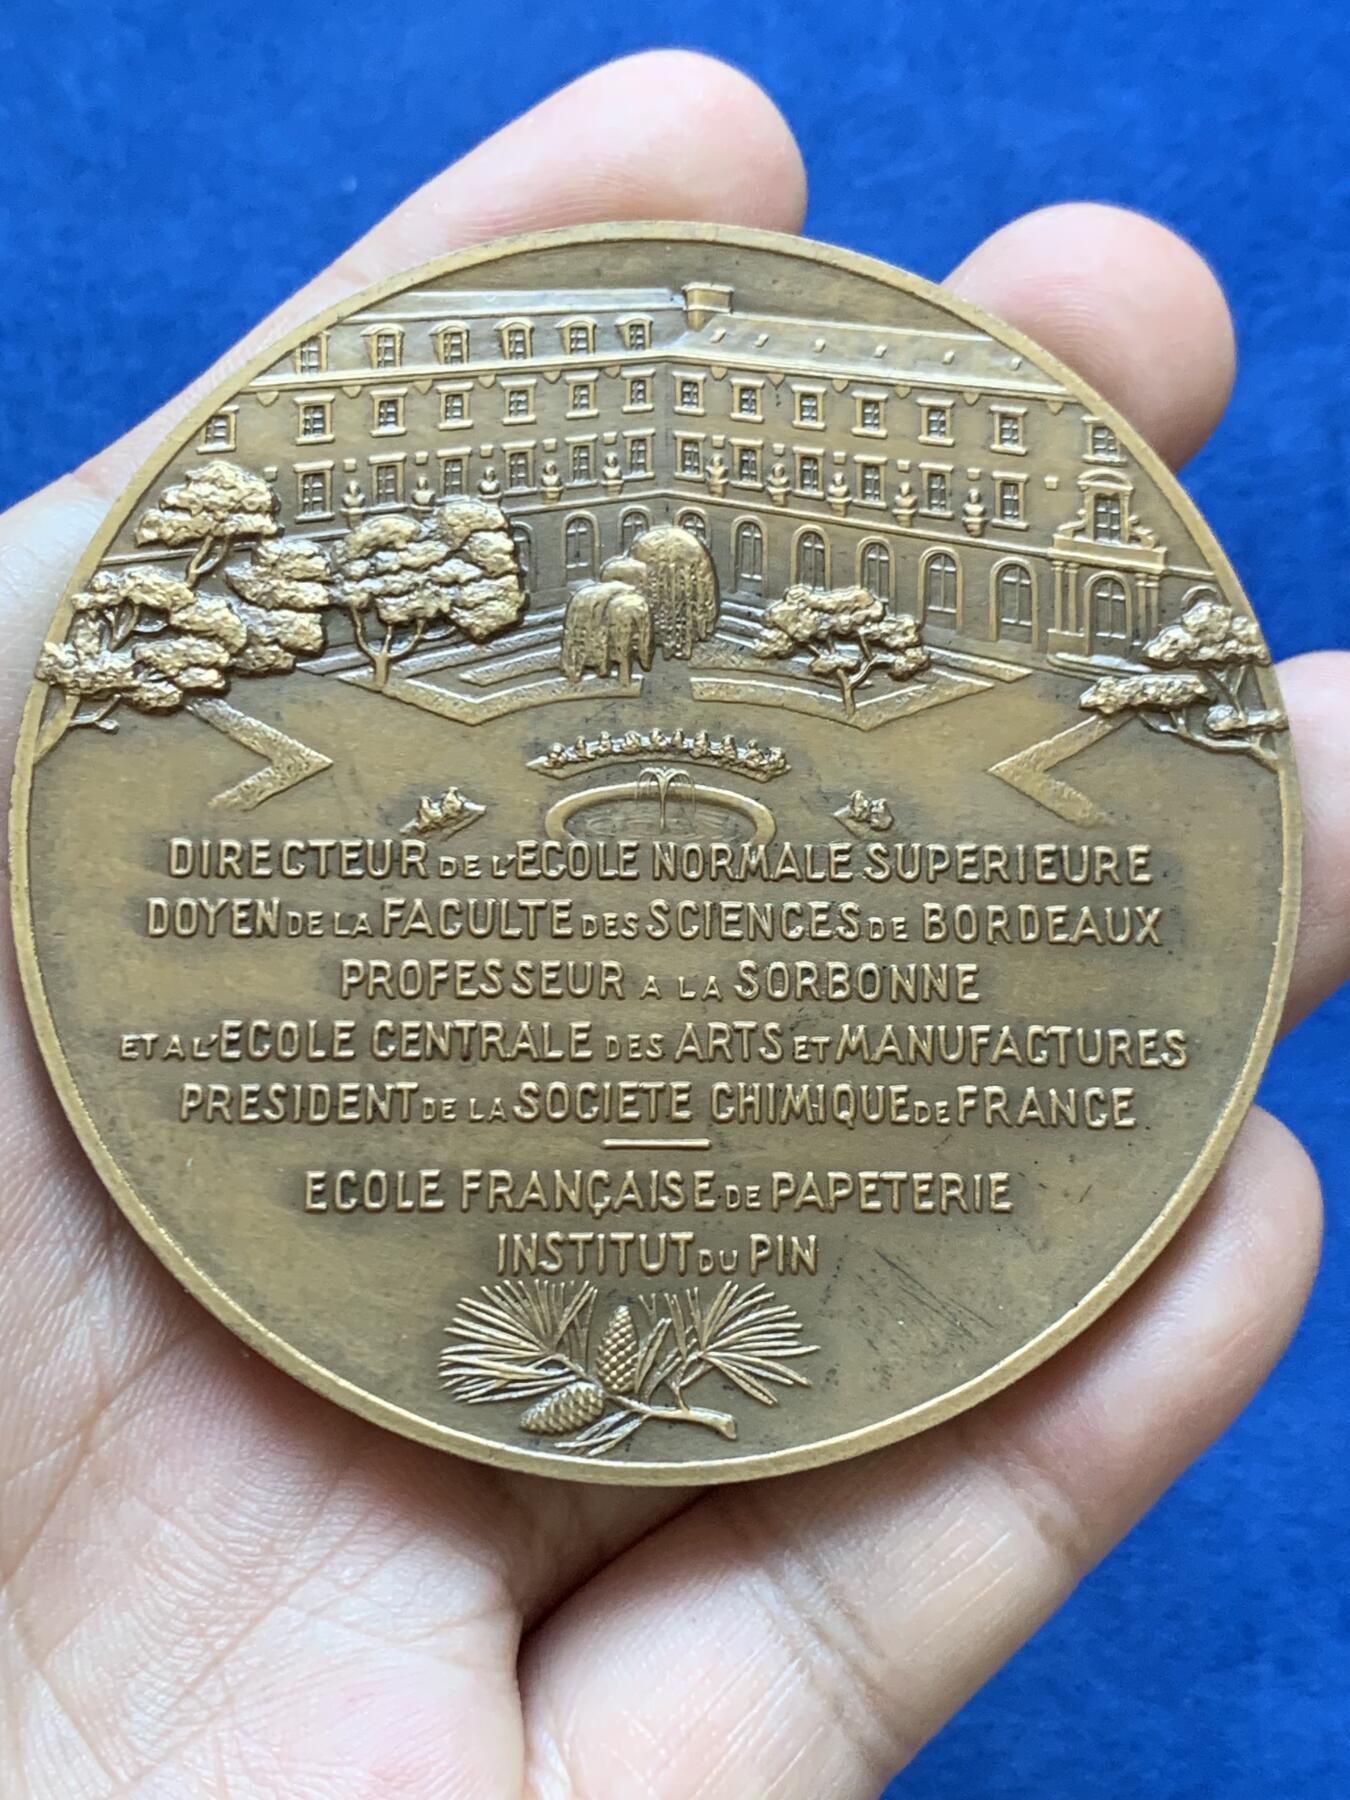 DIRECTEUR DE L'ECOLE NORMALE SUPERIEURE
DOYEN DE LA FACULTE DES SCIENCES DE BORDEAUX
PROFESSEUR A LA SORBONNE
ET A L'ECOLE CENTRALE DES ARTS ET MANUFACTURES
PRESIDENT DE LA SOCIETE CHIMIQUE DE FRANCE
ECOLE FRANÇAISE DE PAPETERIE
INSTITUT DU PIN